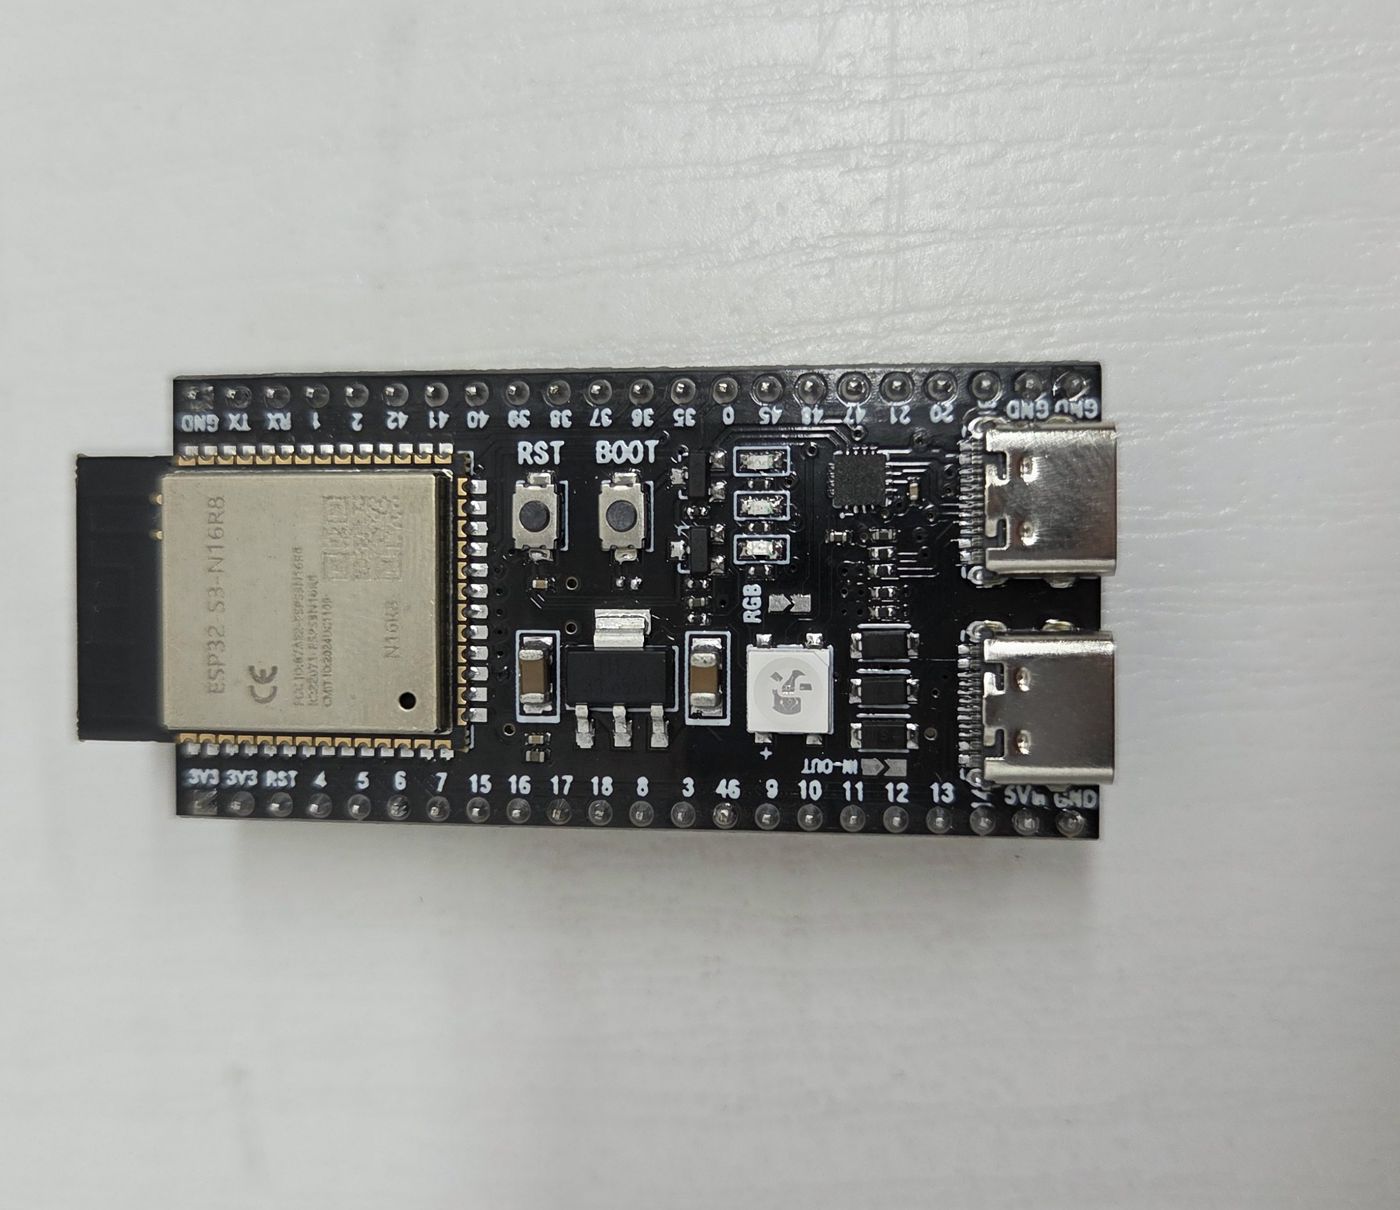 GND TX RX 1 2 42 41 40 39 38 37 36 35 0 45 48 47 21 20 GND GND
RST BOOT
ESP32 S3-N16R8
CE
N16R8
RGB
+
IN-OUT
3V3 3V3 RST 4 5 6 7 15 16 17 18 8 3 46 9 10 11 12 13 14 5Vin GND